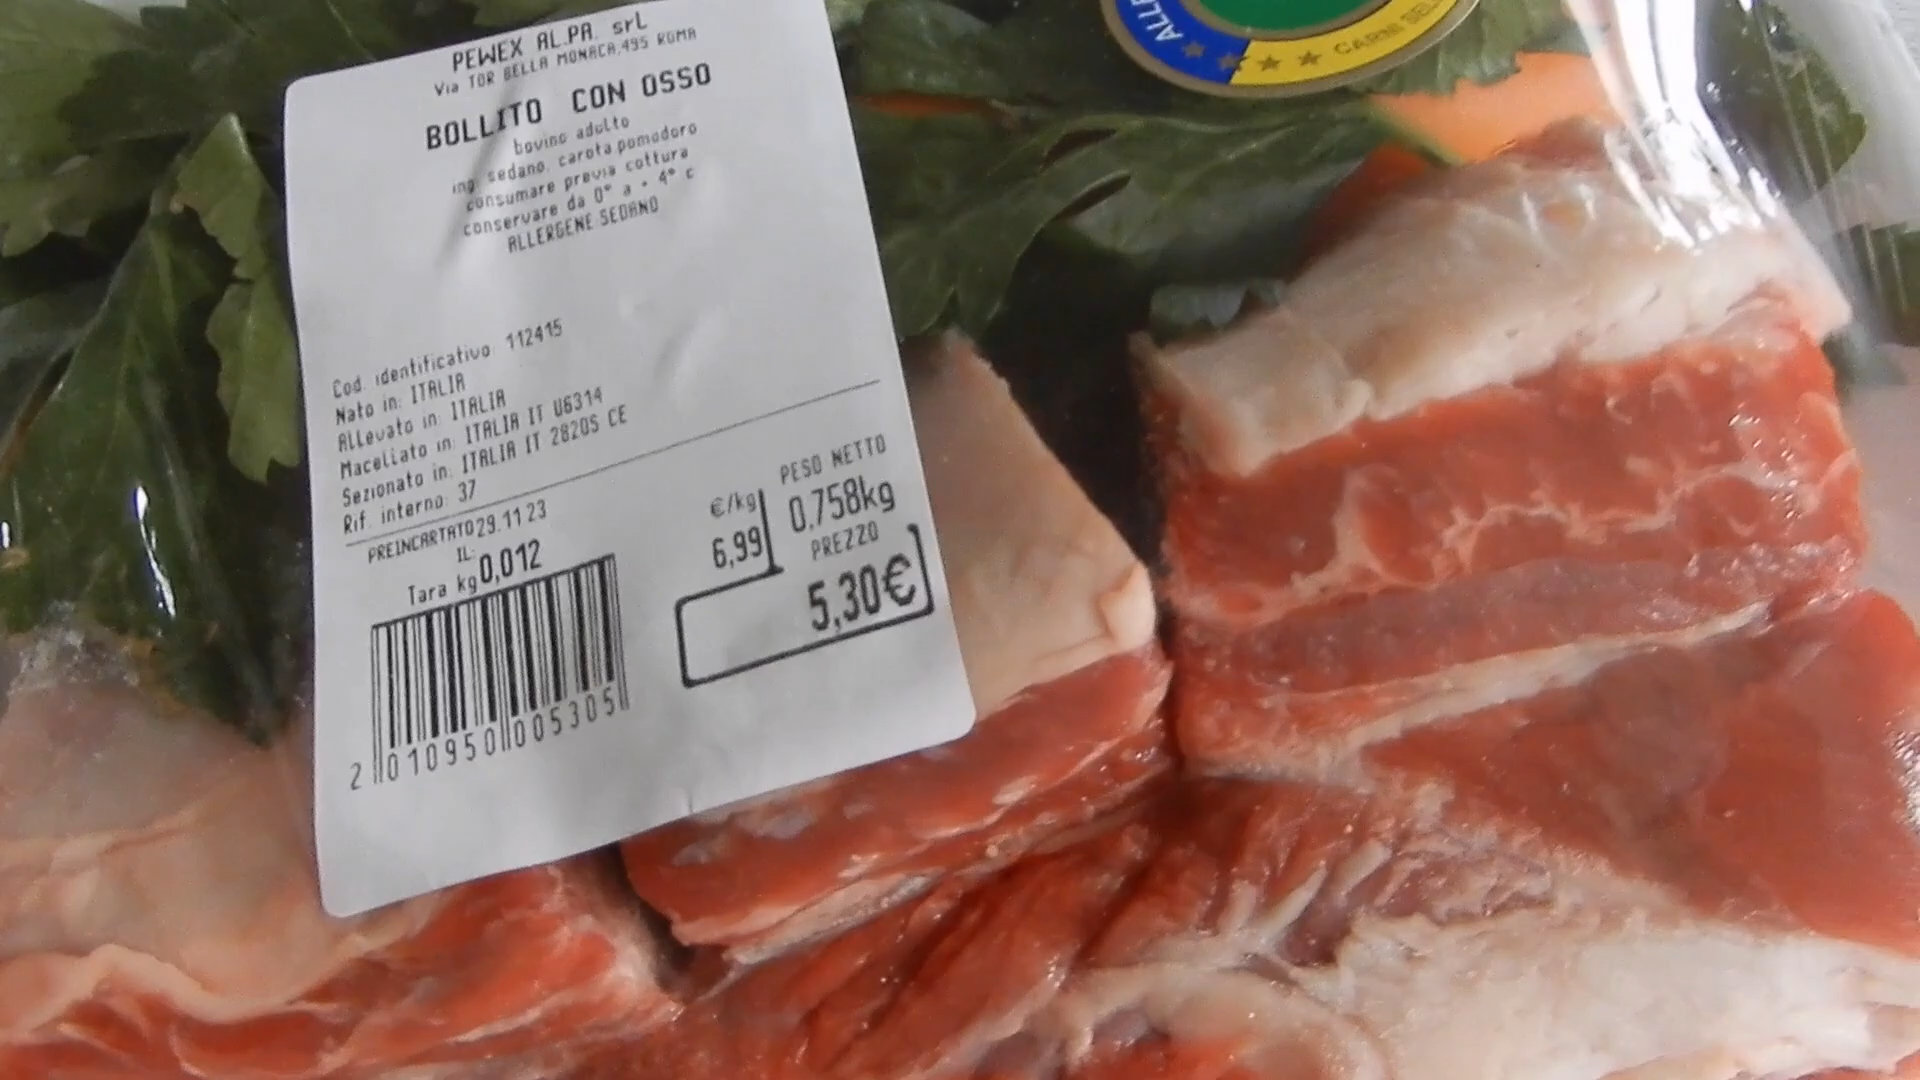 PEWEX AL.PA. srL
Via TOR BELLA MONACA,495 ROMA
BOLLITO CON OSSO
bovino adulto
ing. sedano, carota pomodoro
consumare previa cottura
conservare da 0° a + 4° c
ALLERGENE SEDANO
Cod. identificativo 112415
Nato in: ITALIA
Allevato in: ITALIA
Macellato in: ITALIA IT U6314
Sezionato in: ITALIA IT 2820S CE
Rif. interno: 37
PREINCARTATO 29.11 23
IL:
Tara kg 0,012
€/kg
6,99
PESO NETTO
0,758kg
PREZZO
5,30€
2 010950 005305
CARNI